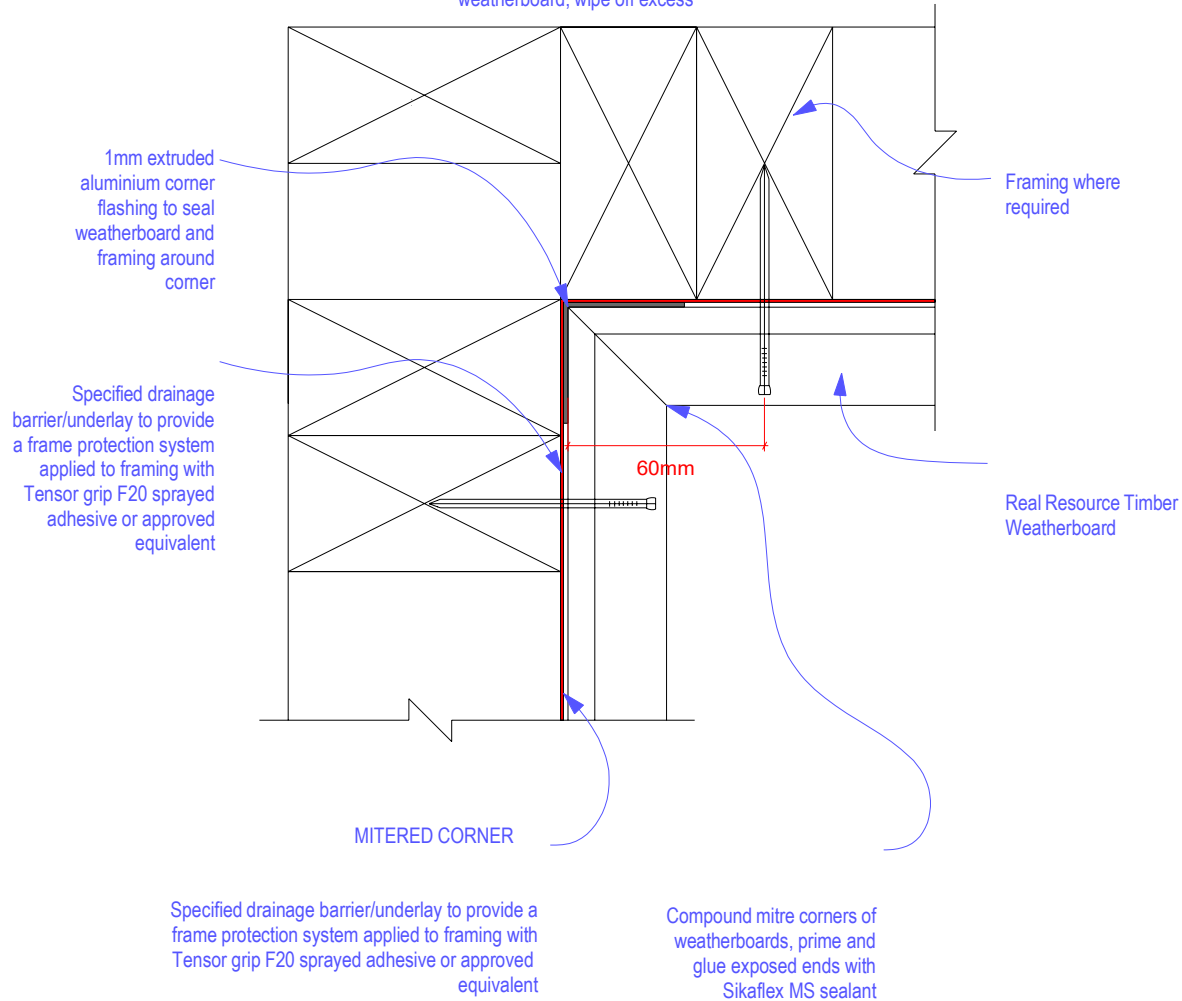 weatherboard, wipe off excess
1mm extruded
aluminium corner
flashing to seal
weatherboard and
framing around
corner
Framing where
required
Specified drainage
barrier/underlay to provide
a frame protection system
applied to framing with
Tensor grip F20 sprayed
adhesive or approved
equivalent
60mm
Real Resource Timber
Weatherboard
MITERED CORNER
Specified drainage barrier/underlay to provide a
frame protection system applied to framing with
Tensor grip F20 sprayed adhesive or approved
equivalent
Compound mitre corners of
weatherboards, prime and
glue exposed ends with
Sikaflex MS sealant